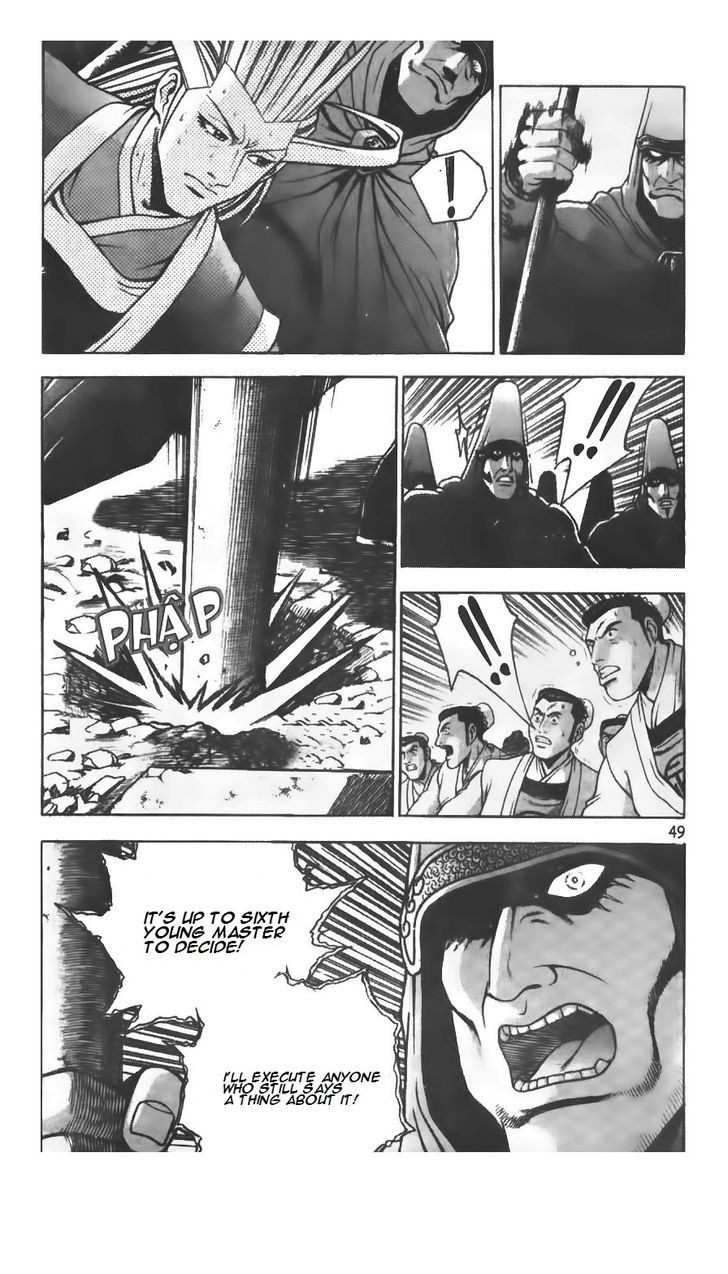 !
!!
PHẬP
!!
49
IT'S UP TO SIXTH
YOUNG MASTER
TO DECIDE!
I'LL EXECUTE ANYONE
WHO STILL SAYS
A THING ABOUT IT!